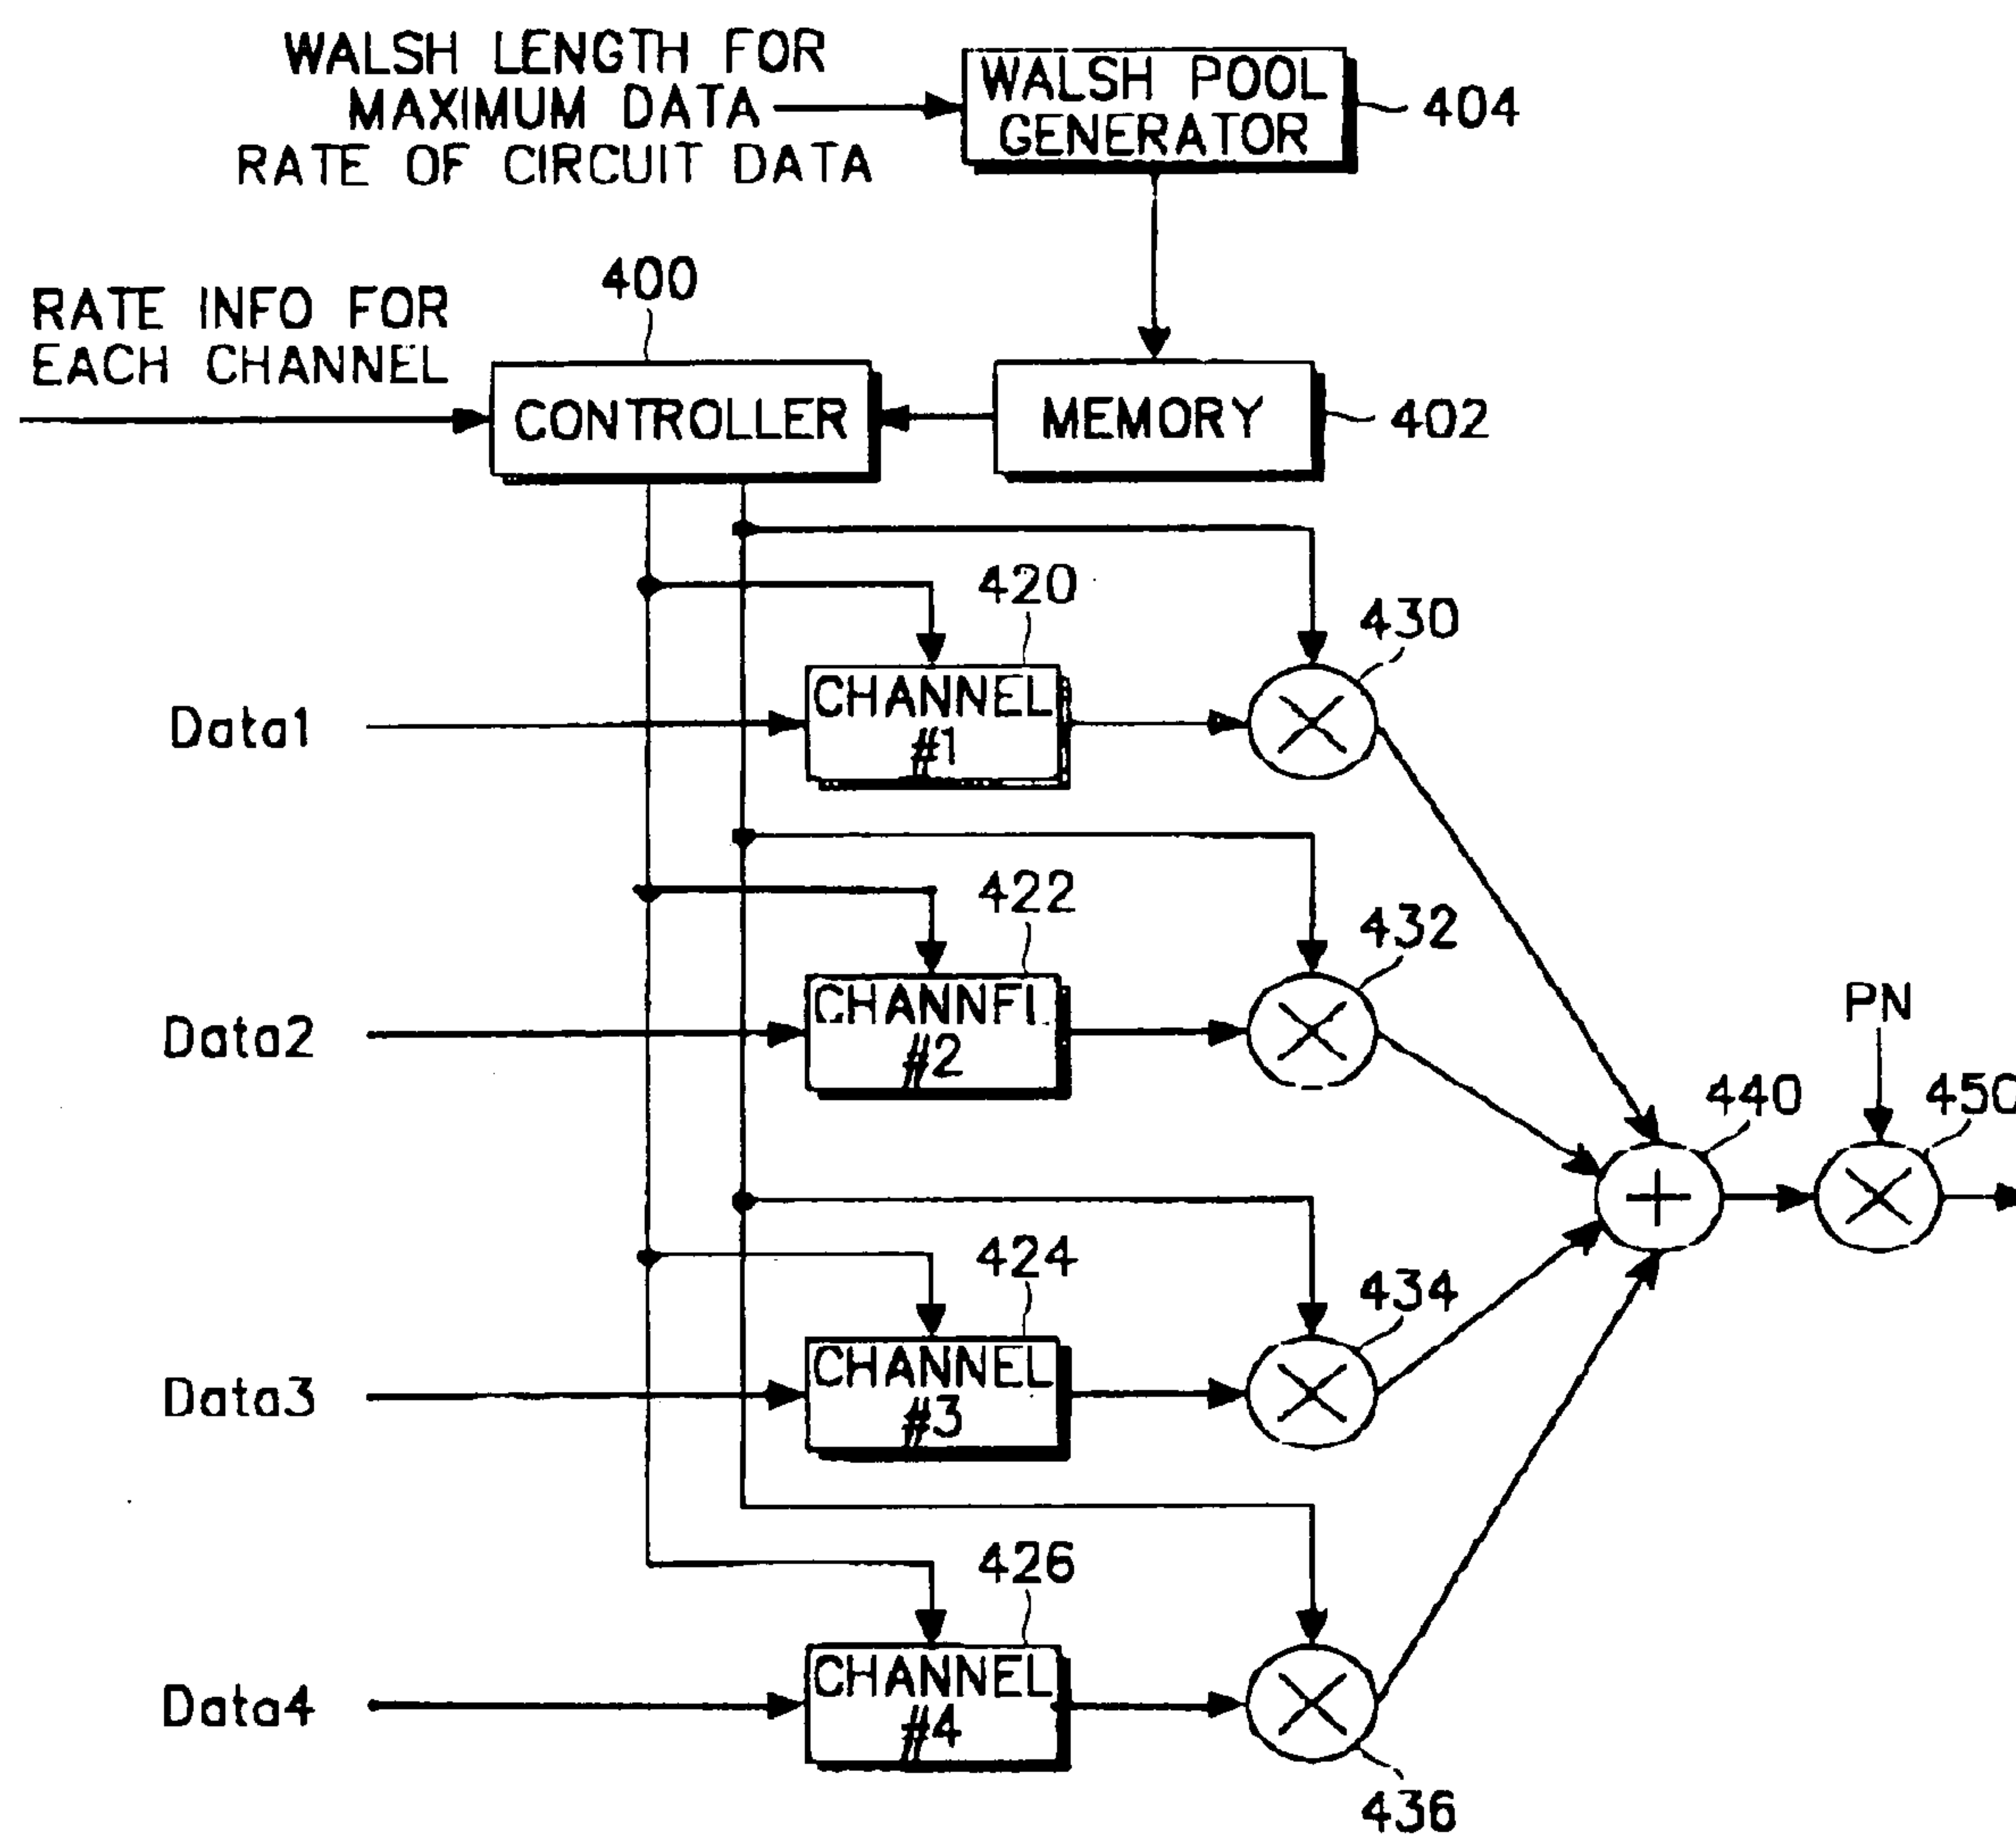 WALSH LENGTH FOR
MAXIMUM DATA
RATE OF CIRCUIT DATA
WALSH POOL
GENERATOR
404
400
RATE INFO FOR
EACH CHANNEL
CONTROLLER
MEMORY
402
420
430
Data1
CHANNEL
#1
422
432
Data2
CHANNEL
#2
PN
440
450
424
434
Data3
CHANNEL
#3
426
Data4
CHANNEL
#4
436